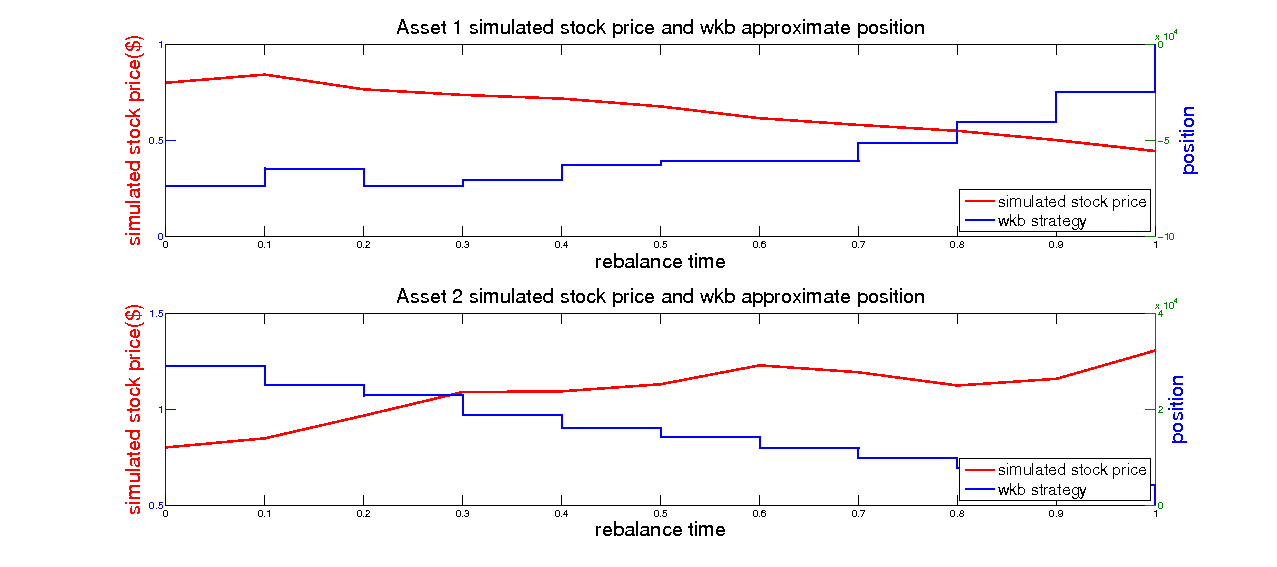 Asset 1 simulated stock price and wkb approximate position
x 10^4
1
0
simulated stock price($)
0.5
-5
position
simulated stock price
wkb strategy
0
-10
0 0.1 0.2 0.3 0.4 0.5 0.6 0.7 0.8 0.9 1
rebalance time
Asset 2 simulated stock price and wkb approximate position
x 10^4
1.5
4
simulated stock price($)
1
2
position
simulated stock price
wkb strategy
0.5
0
0 0.1 0.2 0.3 0.4 0.5 0.6 0.7 0.8 0.9 1
rebalance time